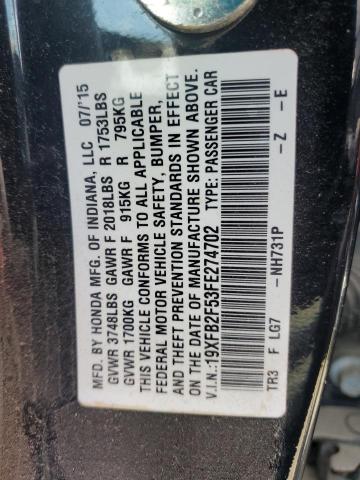 MFD. BY HONDA MFG. OF INDIANA, LLC 07/'15
GVWR 3748LBS GAWR F 2018LBS R 1753LBS
GVWR 1700KG GAWR F 915KG R 795KG
THIS VEHICLE CONFORMS TO ALL APPLICABLE
FEDERAL MOTOR VEHICLE SAFETY, BUMPER,
AND THEFT PREVENTION STANDARDS IN EFFECT
ON THE DATE OF MANUFACTURE SHOWN ABOVE.
V.I.N.:19XFB2F53FE274702 TYPE: PASSENGER CAR
TR3 F LG7 -NH731P -Z -E